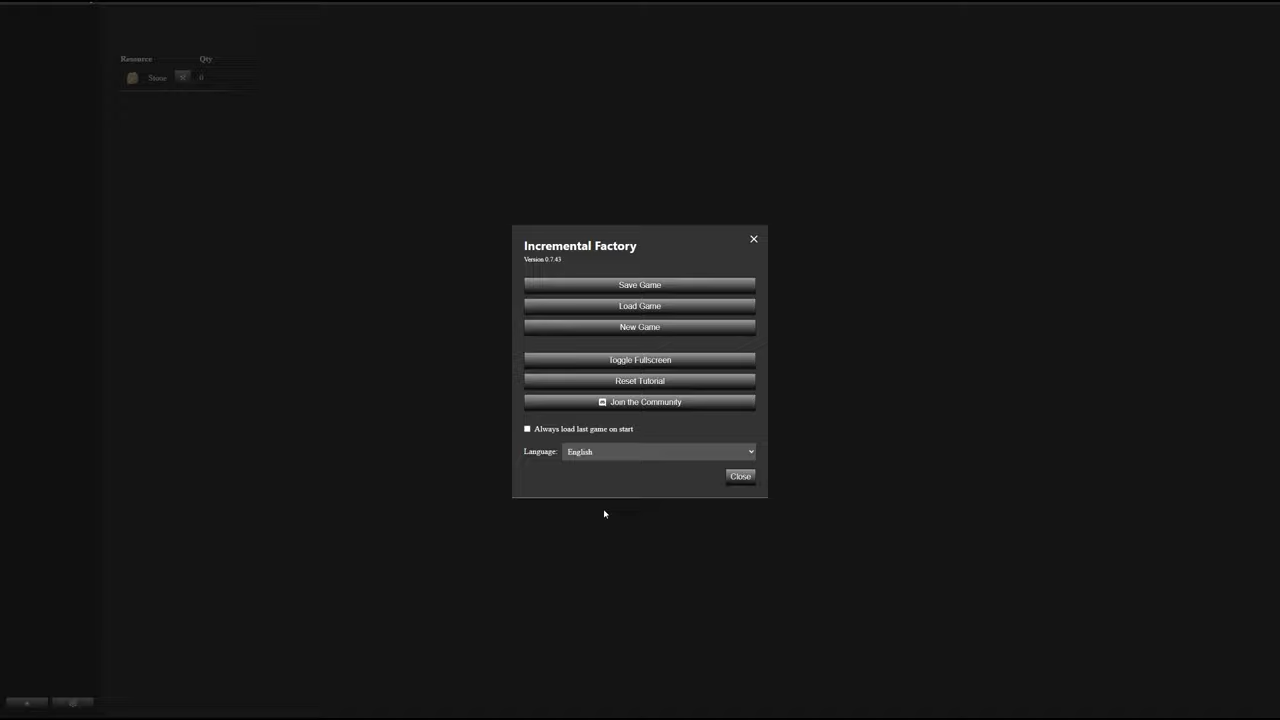 Resource Qty
Stone 0
Incremental Factory
Version 0.7.43
Save Game
Load Game
New Game
Toggle Fullscreen
Reset Tutorial
Join the Community
Always load last game on start
Language: English
Close